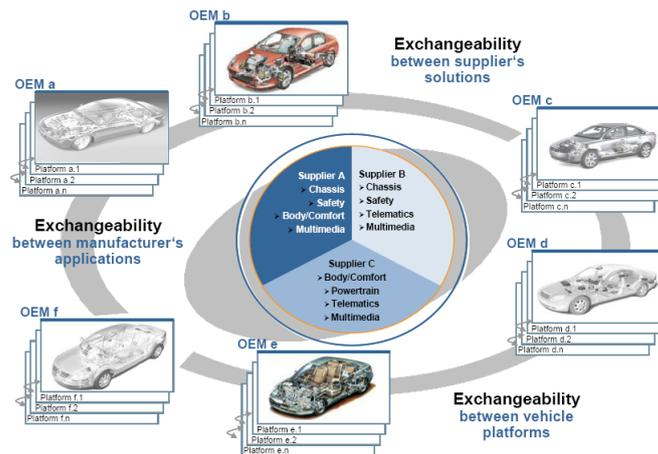 OEM b
Platform b.1
Platform b.2
Platform b.n
Exchangeability
between supplier's
solutions
OEM a
Platform a.1
Platform a.2
Platform a.n
OEM c
Platform c.1
Platform c.2
Platform c.n
Supplier A
➢ Chassis
➢ Safety
➢ Body/Comfort
➢ Multimedia
Supplier B
➢ Chassis
➢ Safety
➢ Telematics
➢ Multimedia
Supplier C
➢ Body/Comfort
➢ Powertrain
➢ Telematics
➢ Multimedia
Exchangeability
between manufacturer's
applications
OEM d
Platform d.1
Platform d.2
Platform d.n
OEM f
Platform f.1
Platform f.2
Platform f.n
OEM e
Platform e.1
Platform e.2
Platform e.n
Exchangeability
between vehicle
platforms